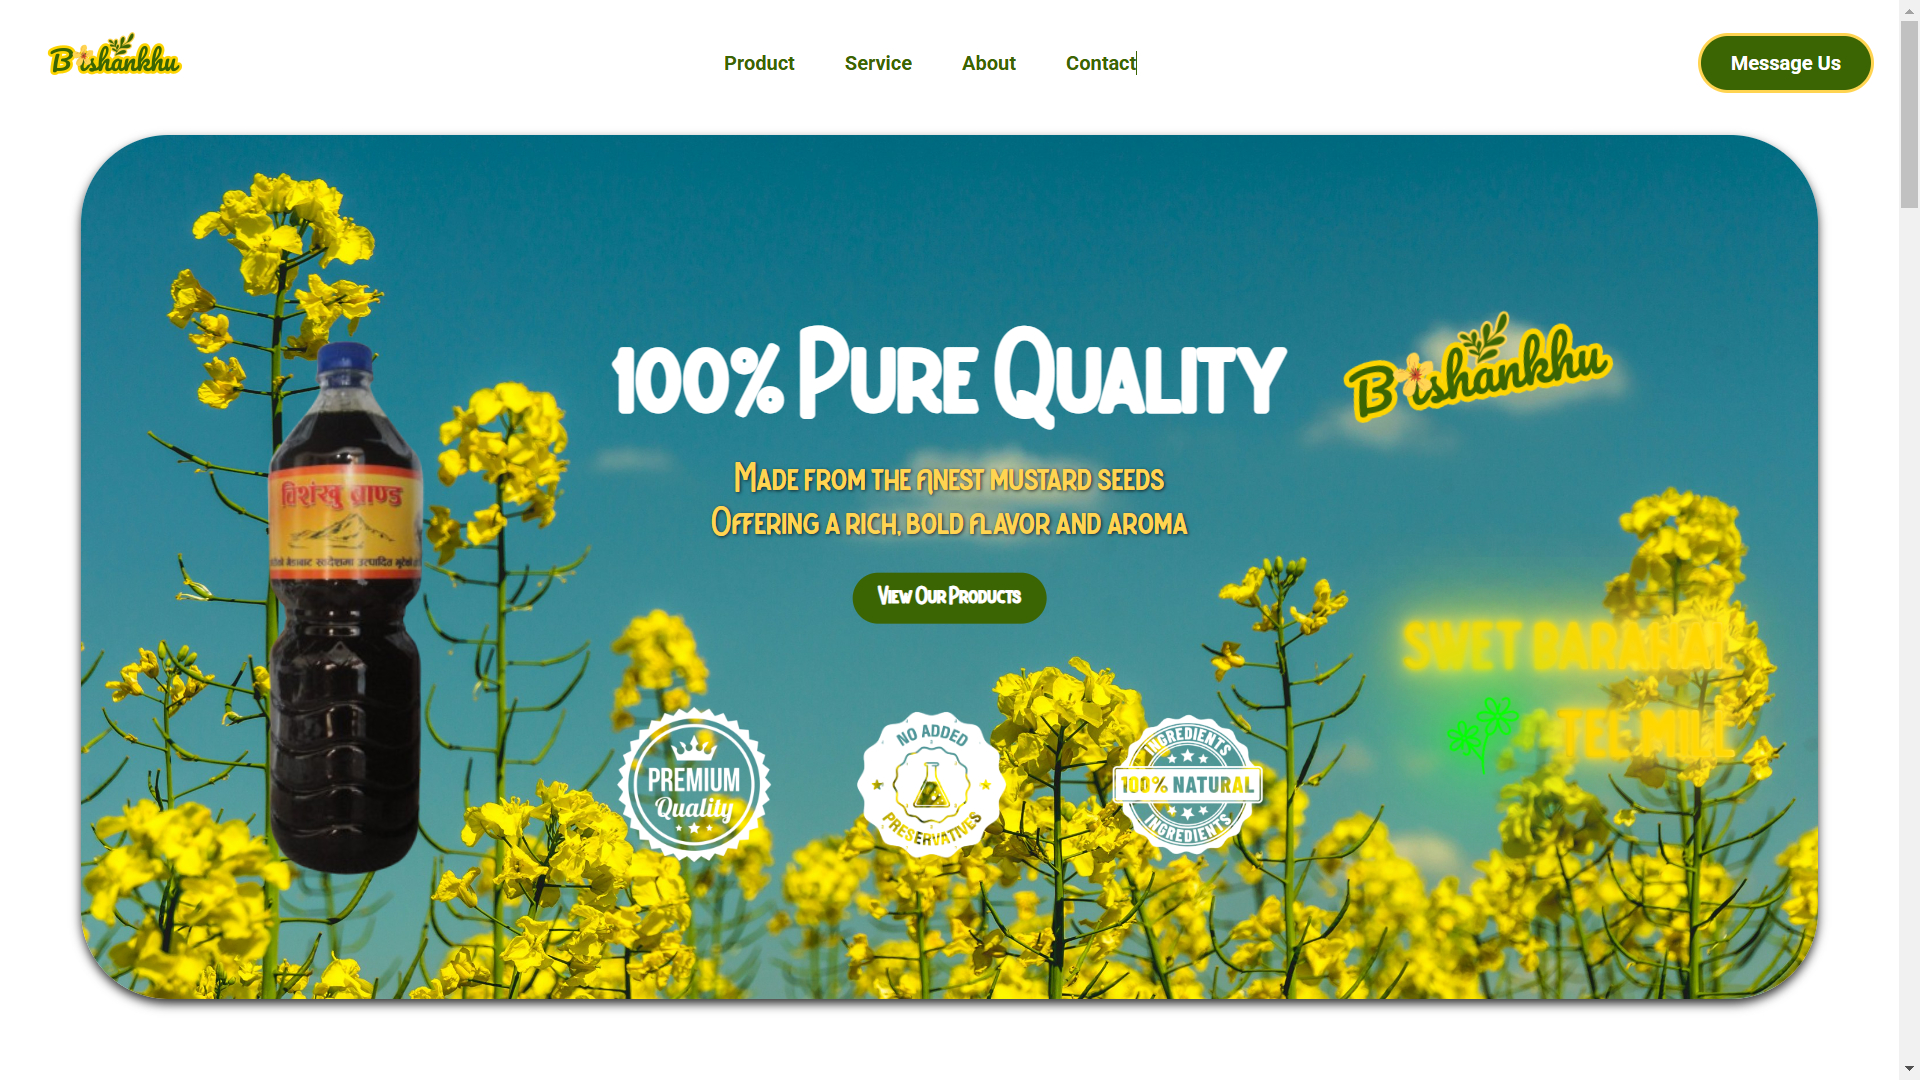 Bishankhu
Product Service About Contact
Message Us
100% Pure Quality
Bishankhu
Made from the finest mustard seeds
Offering a rich, bold flavor and aroma
View Our Products
विशंखु ब्राण्ड
SWET BARAHAI
TEL MILL
PREMIUM
Quality
NO ADDED
PRESERVATIVES
INGREDIENTS
100% NATURAL
INGREDIENTS